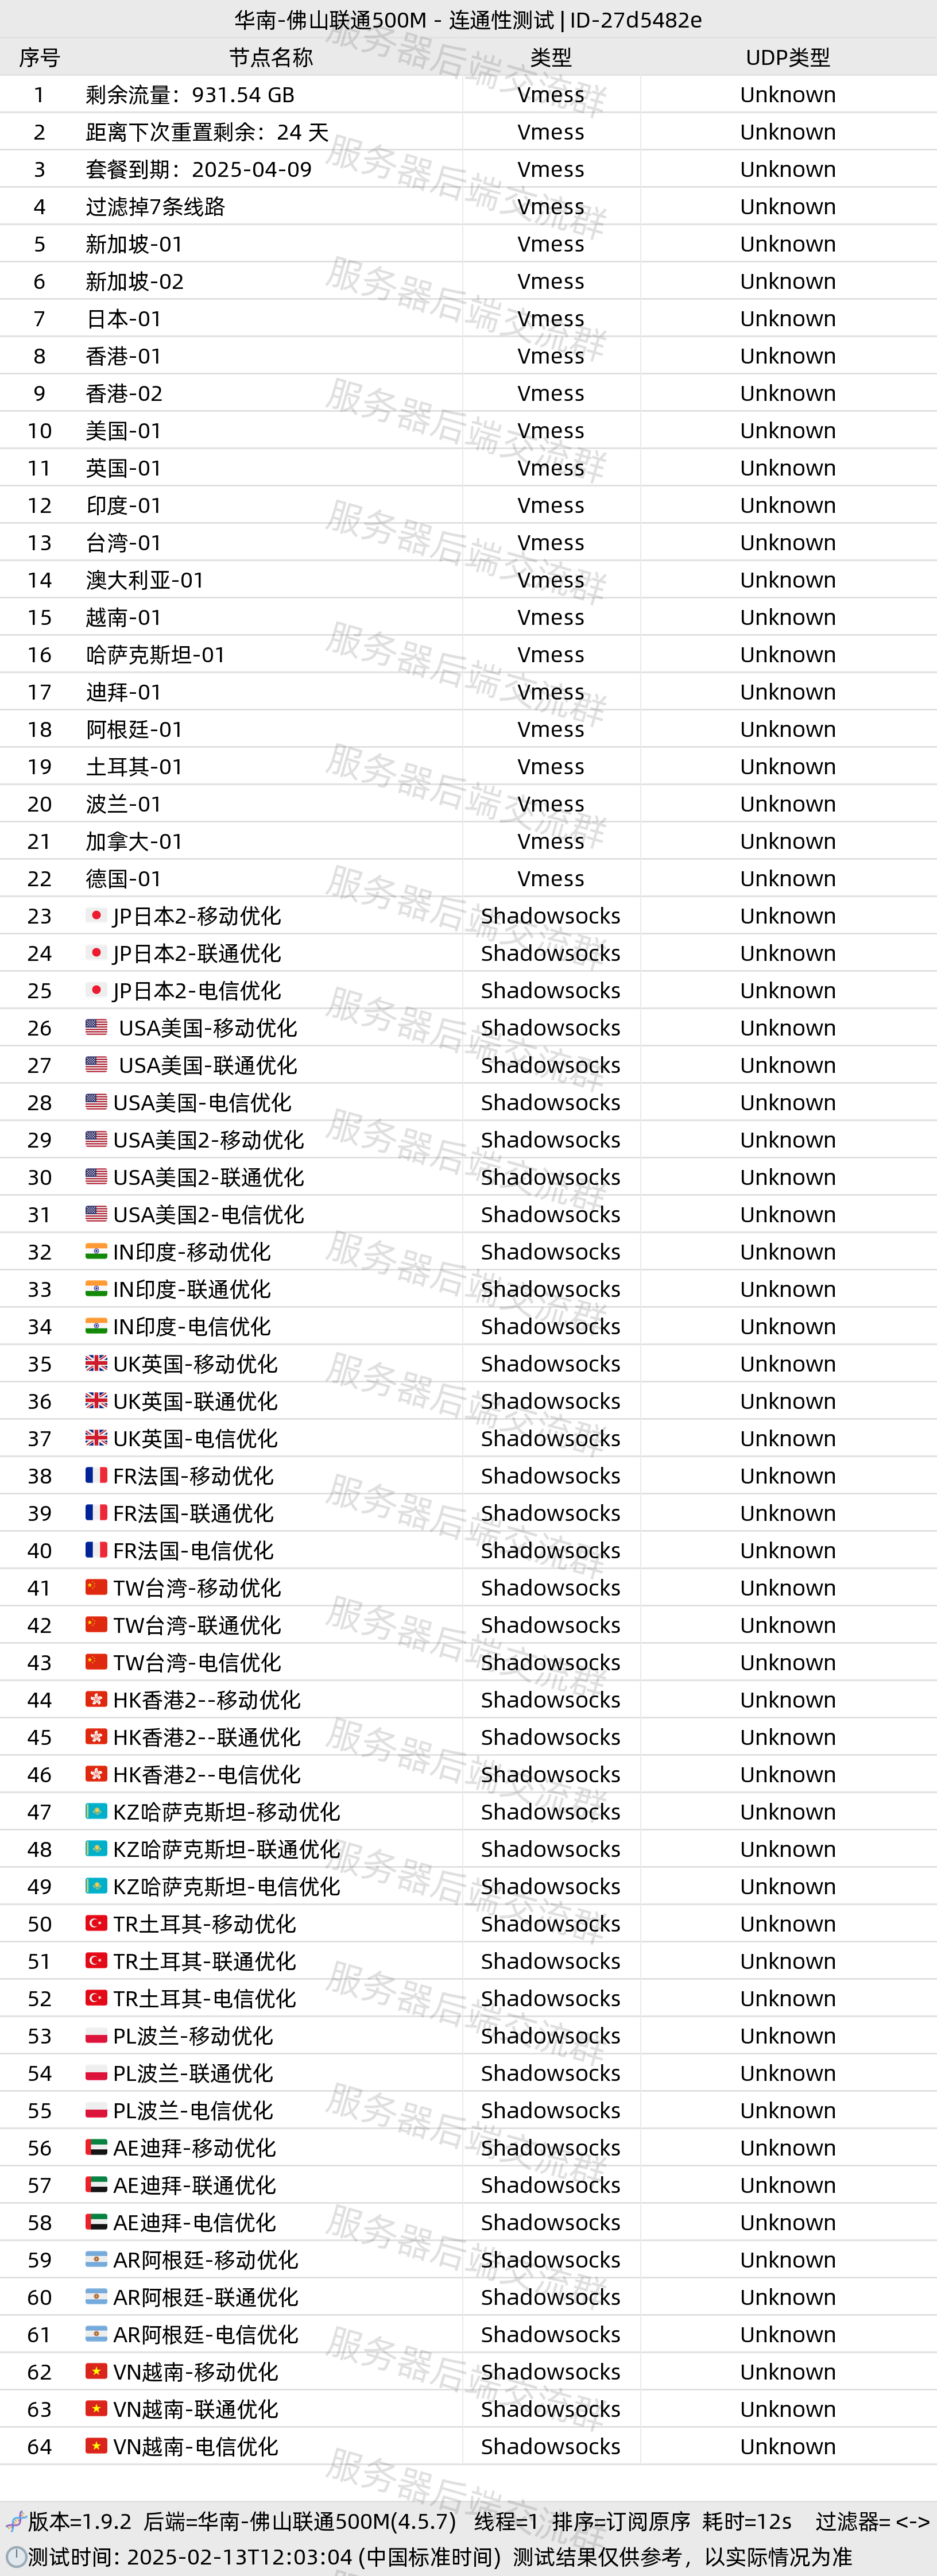 华南-佛山联通500M - 连通性测试 | ID-27d5482e
序号 节点名称 类型 UDP类型
1 剩余流量：931.54 GB Vmess Unknown
2 距离下次重置剩余：24 天 Vmess Unknown
3 套餐到期：2025-04-09 Vmess Unknown
4 过滤掉7条线路 Vmess Unknown
5 新加坡-01 Vmess Unknown
6 新加坡-02 Vmess Unknown
7 日本-01 Vmess Unknown
8 香港-01 Vmess Unknown
9 香港-02 Vmess Unknown
10 美国-01 Vmess Unknown
11 英国-01 Vmess Unknown
12 印度-01 Vmess Unknown
13 台湾-01 Vmess Unknown
14 澳大利亚-01 Vmess Unknown
15 越南-01 Vmess Unknown
16 哈萨克斯坦-01 Vmess Unknown
17 迪拜-01 Vmess Unknown
18 阿根廷-01 Vmess Unknown
19 土耳其-01 Vmess Unknown
20 波兰-01 Vmess Unknown
21 加拿大-01 Vmess Unknown
22 德国-01 Vmess Unknown
23 JP日本2-移动优化 Shadowsocks Unknown
24 JP日本2-联通优化 Shadowsocks Unknown
25 JP日本2-电信优化 Shadowsocks Unknown
26 USA美国-移动优化 Shadowsocks Unknown
27 USA美国-联通优化 Shadowsocks Unknown
28 USA美国-电信优化 Shadowsocks Unknown
29 USA美国2-移动优化 Shadowsocks Unknown
30 USA美国2-联通优化 Shadowsocks Unknown
31 USA美国2-电信优化 Shadowsocks Unknown
32 IN印度-移动优化 Shadowsocks Unknown
33 IN印度-联通优化 Shadowsocks Unknown
34 IN印度-电信优化 Shadowsocks Unknown
35 UK英国-移动优化 Shadowsocks Unknown
36 UK英国-联通优化 Shadowsocks Unknown
37 UK英国-电信优化 Shadowsocks Unknown
38 FR法国-移动优化 Shadowsocks Unknown
39 FR法国-联通优化 Shadowsocks Unknown
40 FR法国-电信优化 Shadowsocks Unknown
41 TW台湾-移动优化 Shadowsocks Unknown
42 TW台湾-联通优化 Shadowsocks Unknown
43 TW台湾-电信优化 Shadowsocks Unknown
44 HK香港2--移动优化 Shadowsocks Unknown
45 HK香港2--联通优化 Shadowsocks Unknown
46 HK香港2--电信优化 Shadowsocks Unknown
47 KZ哈萨克斯坦-移动优化 Shadowsocks Unknown
48 KZ哈萨克斯坦-联通优化 Shadowsocks Unknown
49 KZ哈萨克斯坦-电信优化 Shadowsocks Unknown
50 TR土耳其-移动优化 Shadowsocks Unknown
51 TR土耳其-联通优化 Shadowsocks Unknown
52 TR土耳其-电信优化 Shadowsocks Unknown
53 PL波兰-移动优化 Shadowsocks Unknown
54 PL波兰-联通优化 Shadowsocks Unknown
55 PL波兰-电信优化 Shadowsocks Unknown
56 AE迪拜-移动优化 Shadowsocks Unknown
57 AE迪拜-联通优化 Shadowsocks Unknown
58 AE迪拜-电信优化 Shadowsocks Unknown
59 AR阿根廷-移动优化 Shadowsocks Unknown
60 AR阿根廷-联通优化 Shadowsocks Unknown
61 AR阿根廷-电信优化 Shadowsocks Unknown
62 VN越南-移动优化 Shadowsocks Unknown
63 VN越南-联通优化 Shadowsocks Unknown
64 VN越南-电信优化 Shadowsocks Unknown
版本=1.9.2 后端=华南-佛山联通500M(4.5.7) 线程=1 排序=订阅原序 耗时=12s 过滤器= <->
测试时间: 2025-02-13T12:03:04 (中国标准时间) 测试结果仅供参考，以实际情况为准
服务器后端交流群